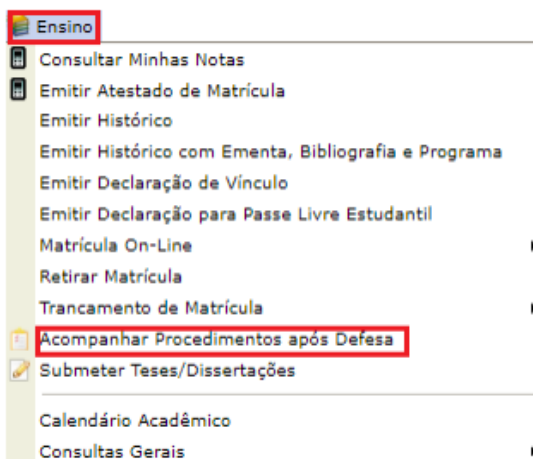 Ensino
Consultar Minhas Notas
Emitir Atestado de Matrícula
Emitir Histórico
Emitir Histórico com Ementa, Bibliografia e Programa
Emitir Declaração de Vínculo
Emitir Declaração para Passe Livre Estudantil
Matrícula On-Line
Retirar Matrícula
Trancamento de Matrícula
Acompanhar Procedimentos após Defesa
Submeter Teses/Dissertações
Calendário Acadêmico
Consultas Gerais